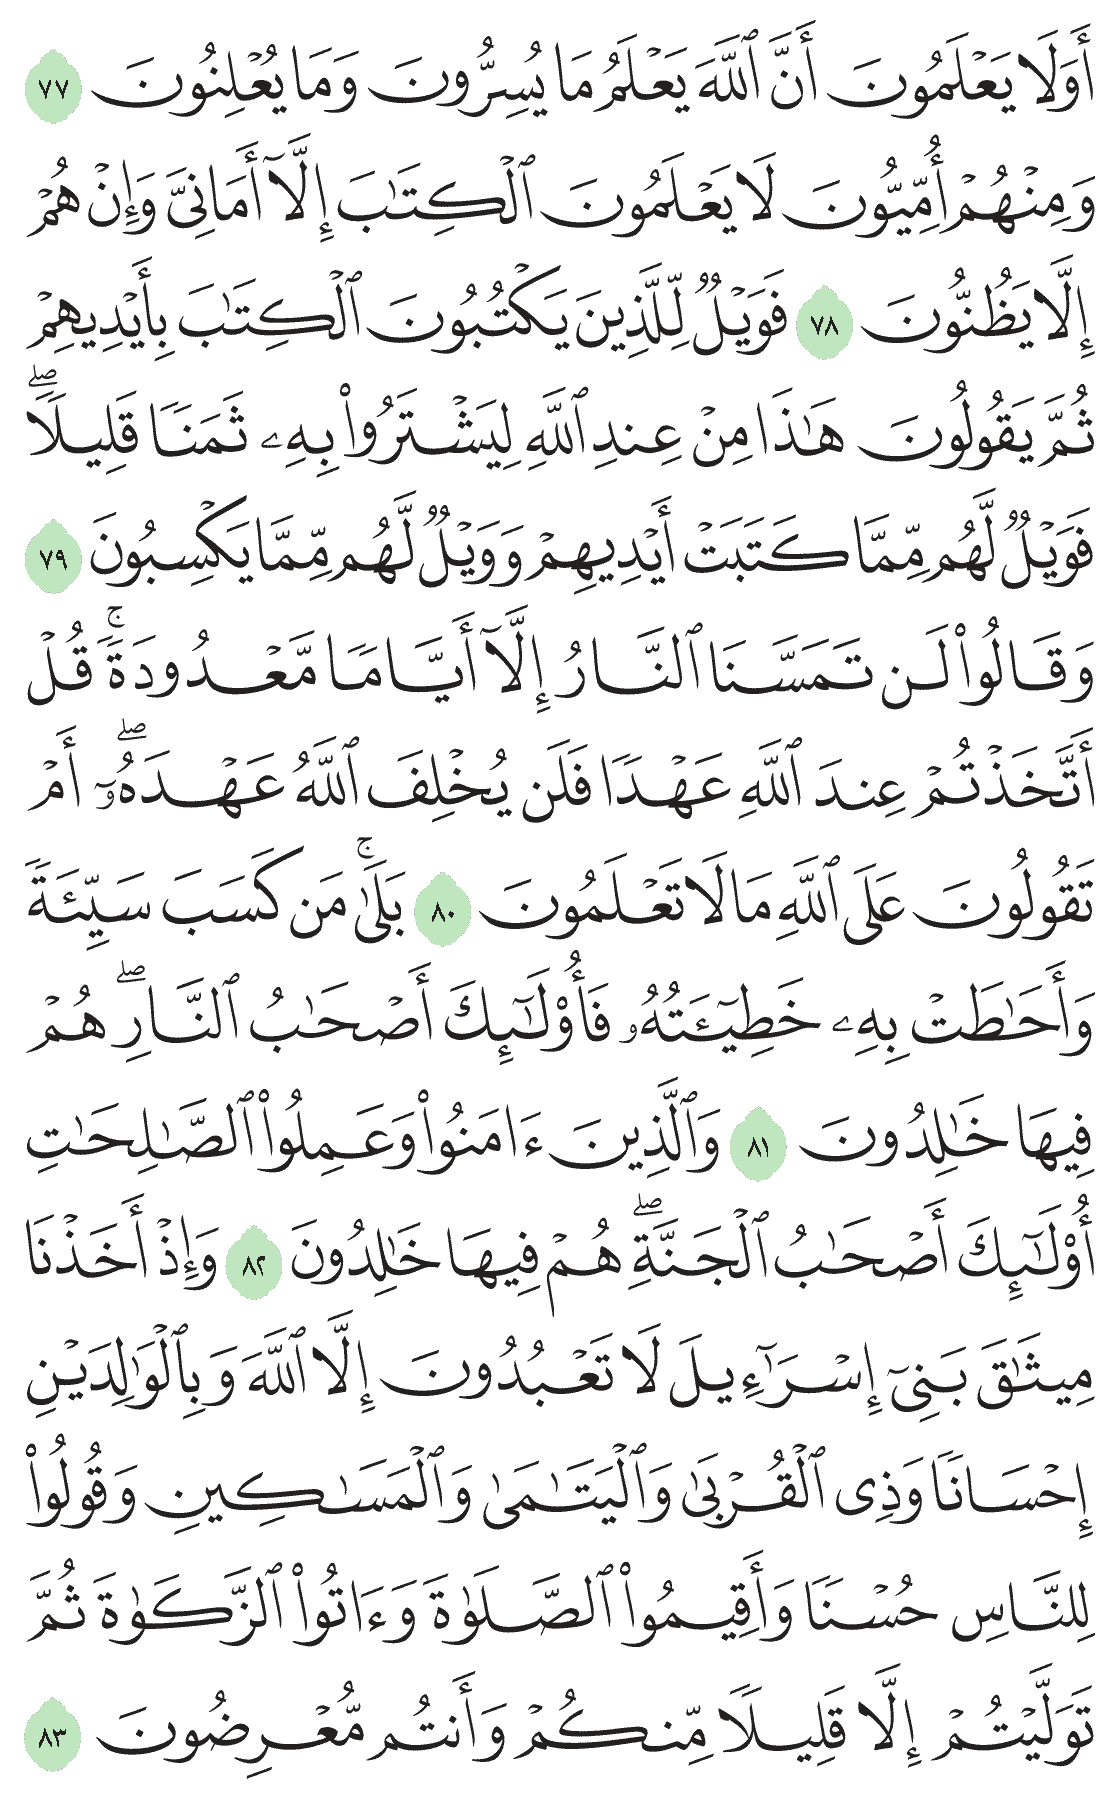 أَوَلَا يَعْلَمُونَ أَنَّ ٱللَّهَ يَعْلَمُ مَا يُسِرُّونَ وَمَا يُعْلِنُونَ ٧٧
وَمِنْهُمْ أُمِّيُّونَ لَا يَعْلَمُونَ ٱلْكِتَٰبَ إِلَّآ أَمَانِىَّ وَإِنْ هُمْ
إِلَّا يَظُنُّونَ ٧٨ فَوَيْلٌ لِّلَّذِينَ يَكْتُبُونَ ٱلْكِتَٰبَ بِأَيْدِيهِمْ
ثُمَّ يَقُولُونَ هَٰذَا مِنْ عِندِ ٱللَّهِ لِيَشْتَرُوا۟ بِهِۦ ثَمَنًا قَلِيلًا ۖ
فَوَيْلٌ لَّهُم مِّمَّا كَتَبَتْ أَيْدِيهِمْ وَوَيْلٌ لَّهُم مِّمَّا يَكْسِبُونَ ٧٩
وَقَالُوا۟ لَن تَمَسَّنَا ٱلنَّارُ إِلَّآ أَيَّامًا مَّعْدُودَةً ۚ قُلْ
أَتَّخَذْتُمْ عِندَ ٱللَّهِ عَهْدًا فَلَن يُخْلِفَ ٱللَّهُ عَهْدَهُۥٓ ۖ أَمْ
تَقُولُونَ عَلَى ٱللَّهِ مَا لَا تَعْلَمُونَ ٨٠ بَلَىٰ ۚ مَن كَسَبَ سَيِّئَةً
وَأَحَٰطَتْ بِهِۦ خَطِيٓـَٔتُهُۥ فَأُو۟لَٰٓئِكَ أَصْحَٰبُ ٱلنَّارِ ۖ هُمْ
فِيهَا خَٰلِدُونَ ٨١ وَٱلَّذِينَ ءَامَنُوا۟ وَعَمِلُوا۟ ٱلصَّٰلِحَٰتِ
أُو۟لَٰٓئِكَ أَصْحَٰبُ ٱلْجَنَّةِ ۖ هُمْ فِيهَا خَٰلِدُونَ ٨٢ وَإِذْ أَخَذْنَا
مِيثَٰقَ بَنِىٓ إِسْرَٰٓءِيلَ لَا تَعْبُدُونَ إِلَّا ٱللَّهَ وَبِٱلْوَٰلِدَيْنِ
إِحْسَانًا وَذِى ٱلْقُرْبَىٰ وَٱلْيَتَٰمَىٰ وَٱلْمَسَٰكِينِ وَقُولُوا۟
لِلنَّاسِ حُسْنًا وَأَقِيمُوا۟ ٱلصَّلَوٰةَ وَءَاتُوا۟ ٱلزَّكَوٰةَ ثُمَّ
تَوَلَّيْتُمْ إِلَّا قَلِيلًا مِّنكُمْ وَأَنتُم مُّعْرِضُونَ ٨٣